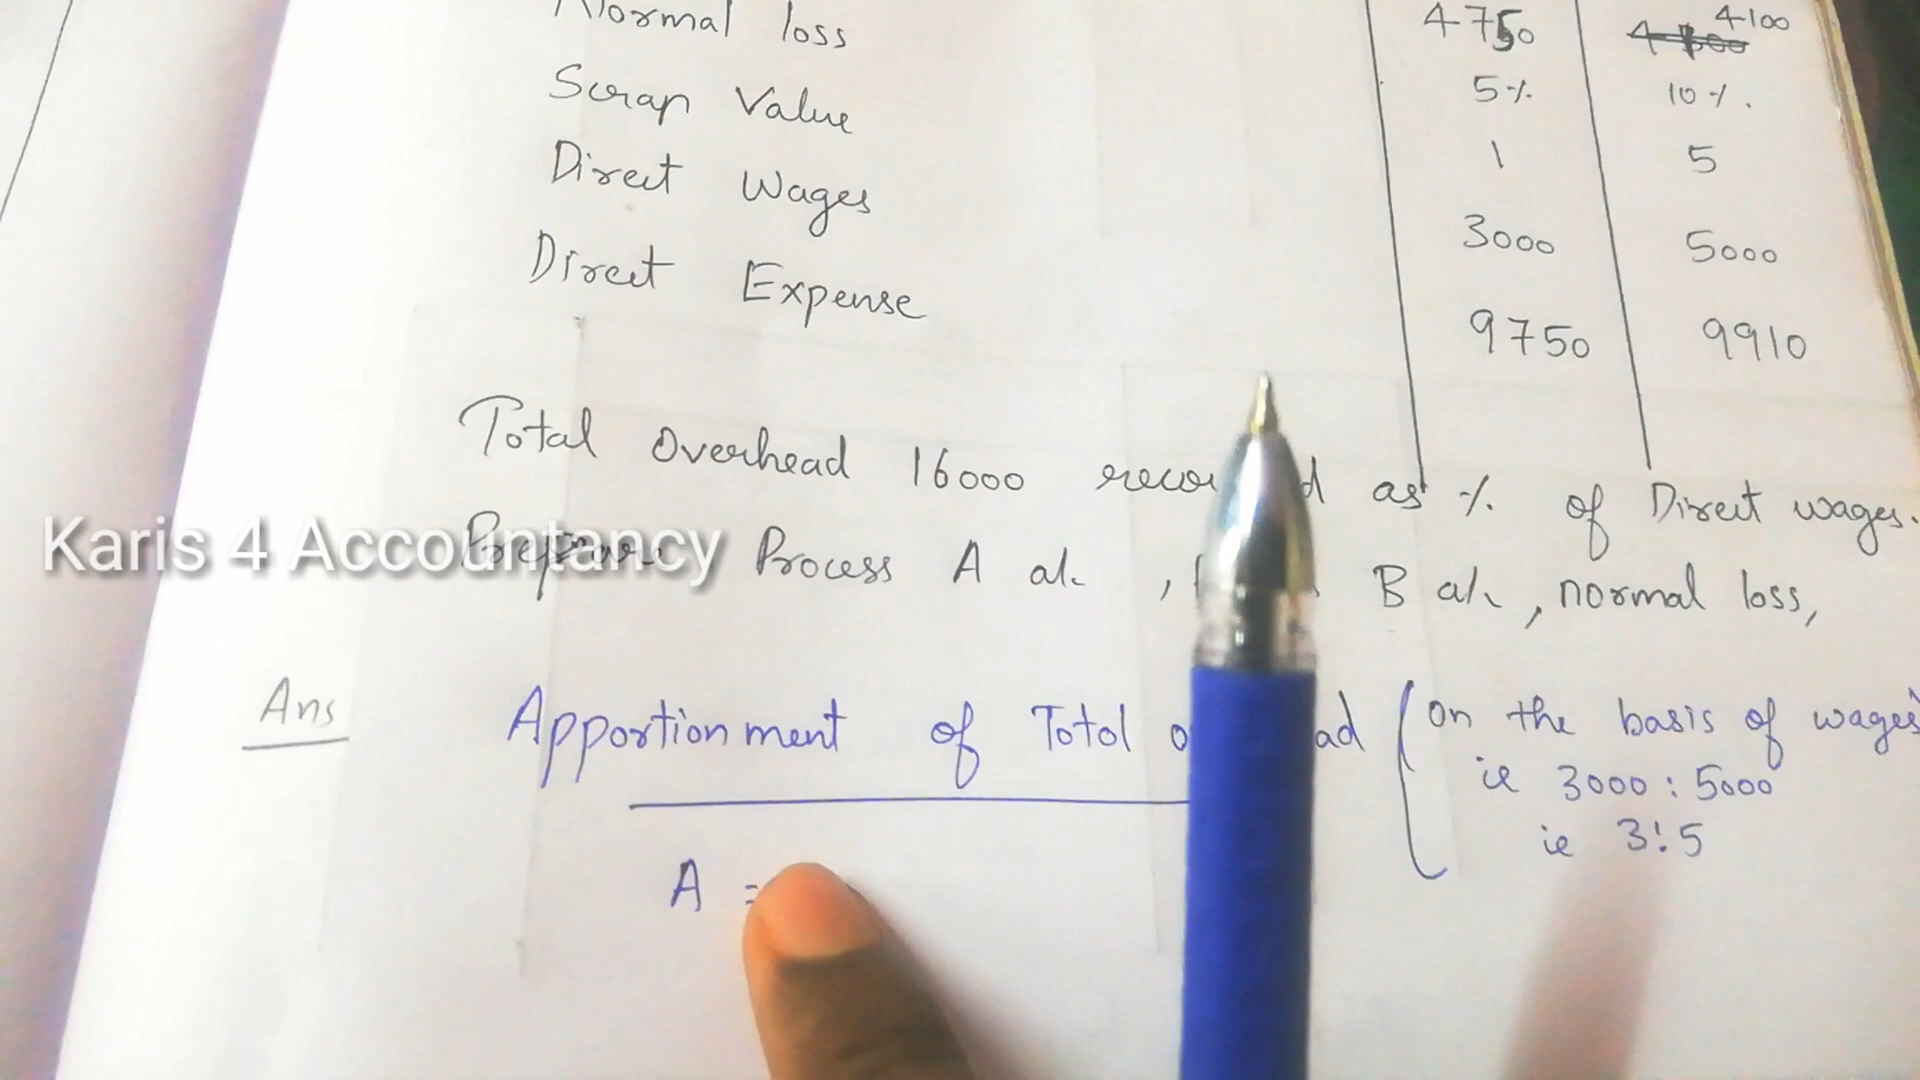 Normal loss 4750 4100
Scrap Value 5% 10%.
Direct Wages 1 5
Direct Expense 3000 5000
9750 9910
Total Overhead 16000 as % of Direct wages.
Karis 4 Accountancy
Prepare Process A a/c , B a/c , normal loss,
Ans
Apportionment of Total (On the basis of wages)
ie 3000 : 5000
ie 3:5
A =